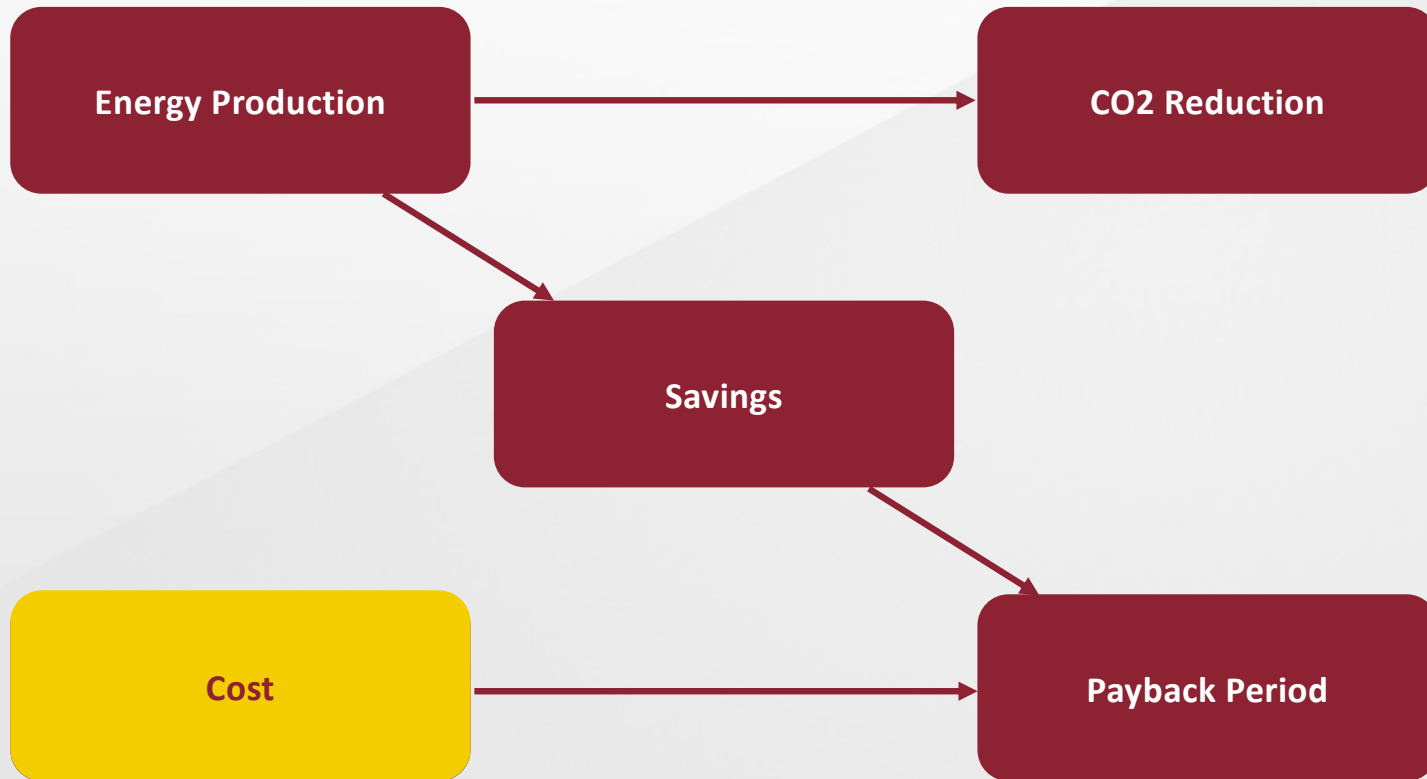 Energy Production
CO2 Reduction
Savings
Cost
Payback Period